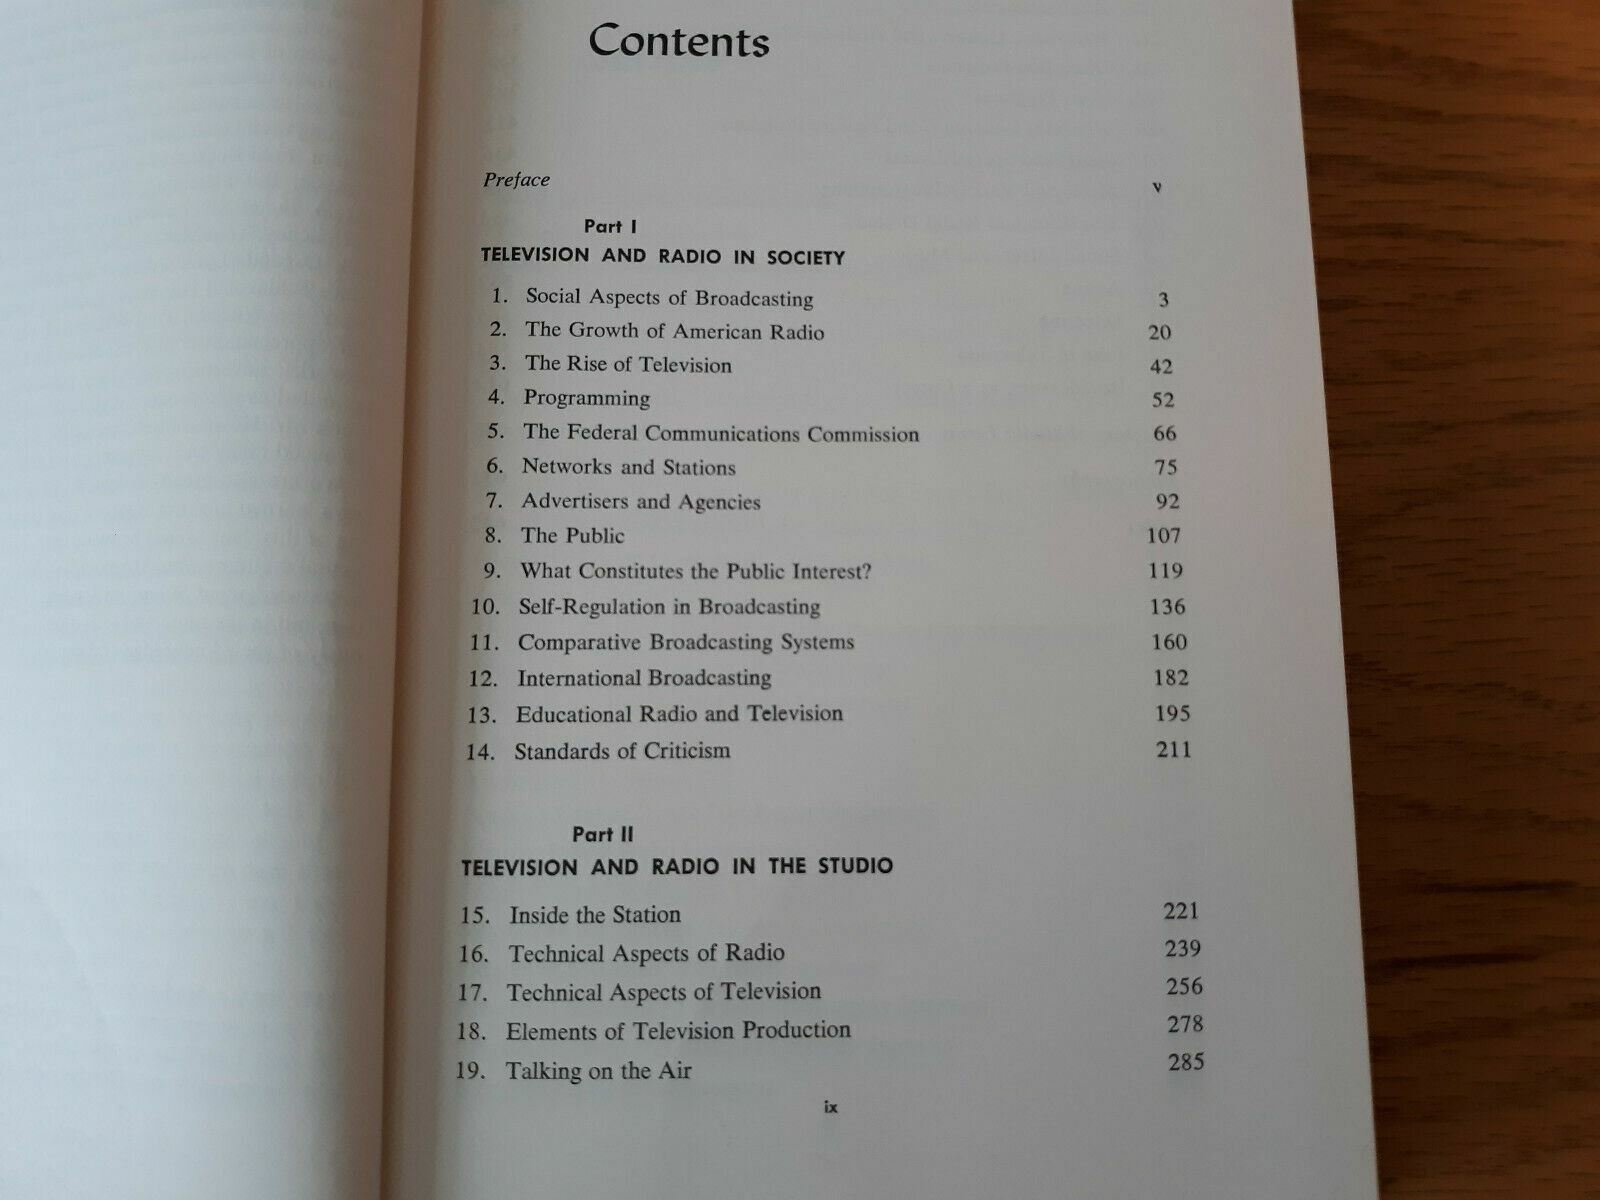 Contents
Preface v
Part I
TELEVISION AND RADIO IN SOCIETY
1. Social Aspects of Broadcasting 3
2. The Growth of American Radio 20
3. The Rise of Television 42
4. Programming 52
5. The Federal Communications Commission 66
6. Networks and Stations 75
7. Advertisers and Agencies 92
8. The Public 107
9. What Constitutes the Public Interest? 119
10. Self-Regulation in Broadcasting 136
11. Comparative Broadcasting Systems 160
12. International Broadcasting 182
13. Educational Radio and Television 195
14. Standards of Criticism 211
Part II
TELEVISION AND RADIO IN THE STUDIO
15. Inside the Station 221
16. Technical Aspects of Radio 239
17. Technical Aspects of Television 256
18. Elements of Television Production 278
19. Talking on the Air 285
ix